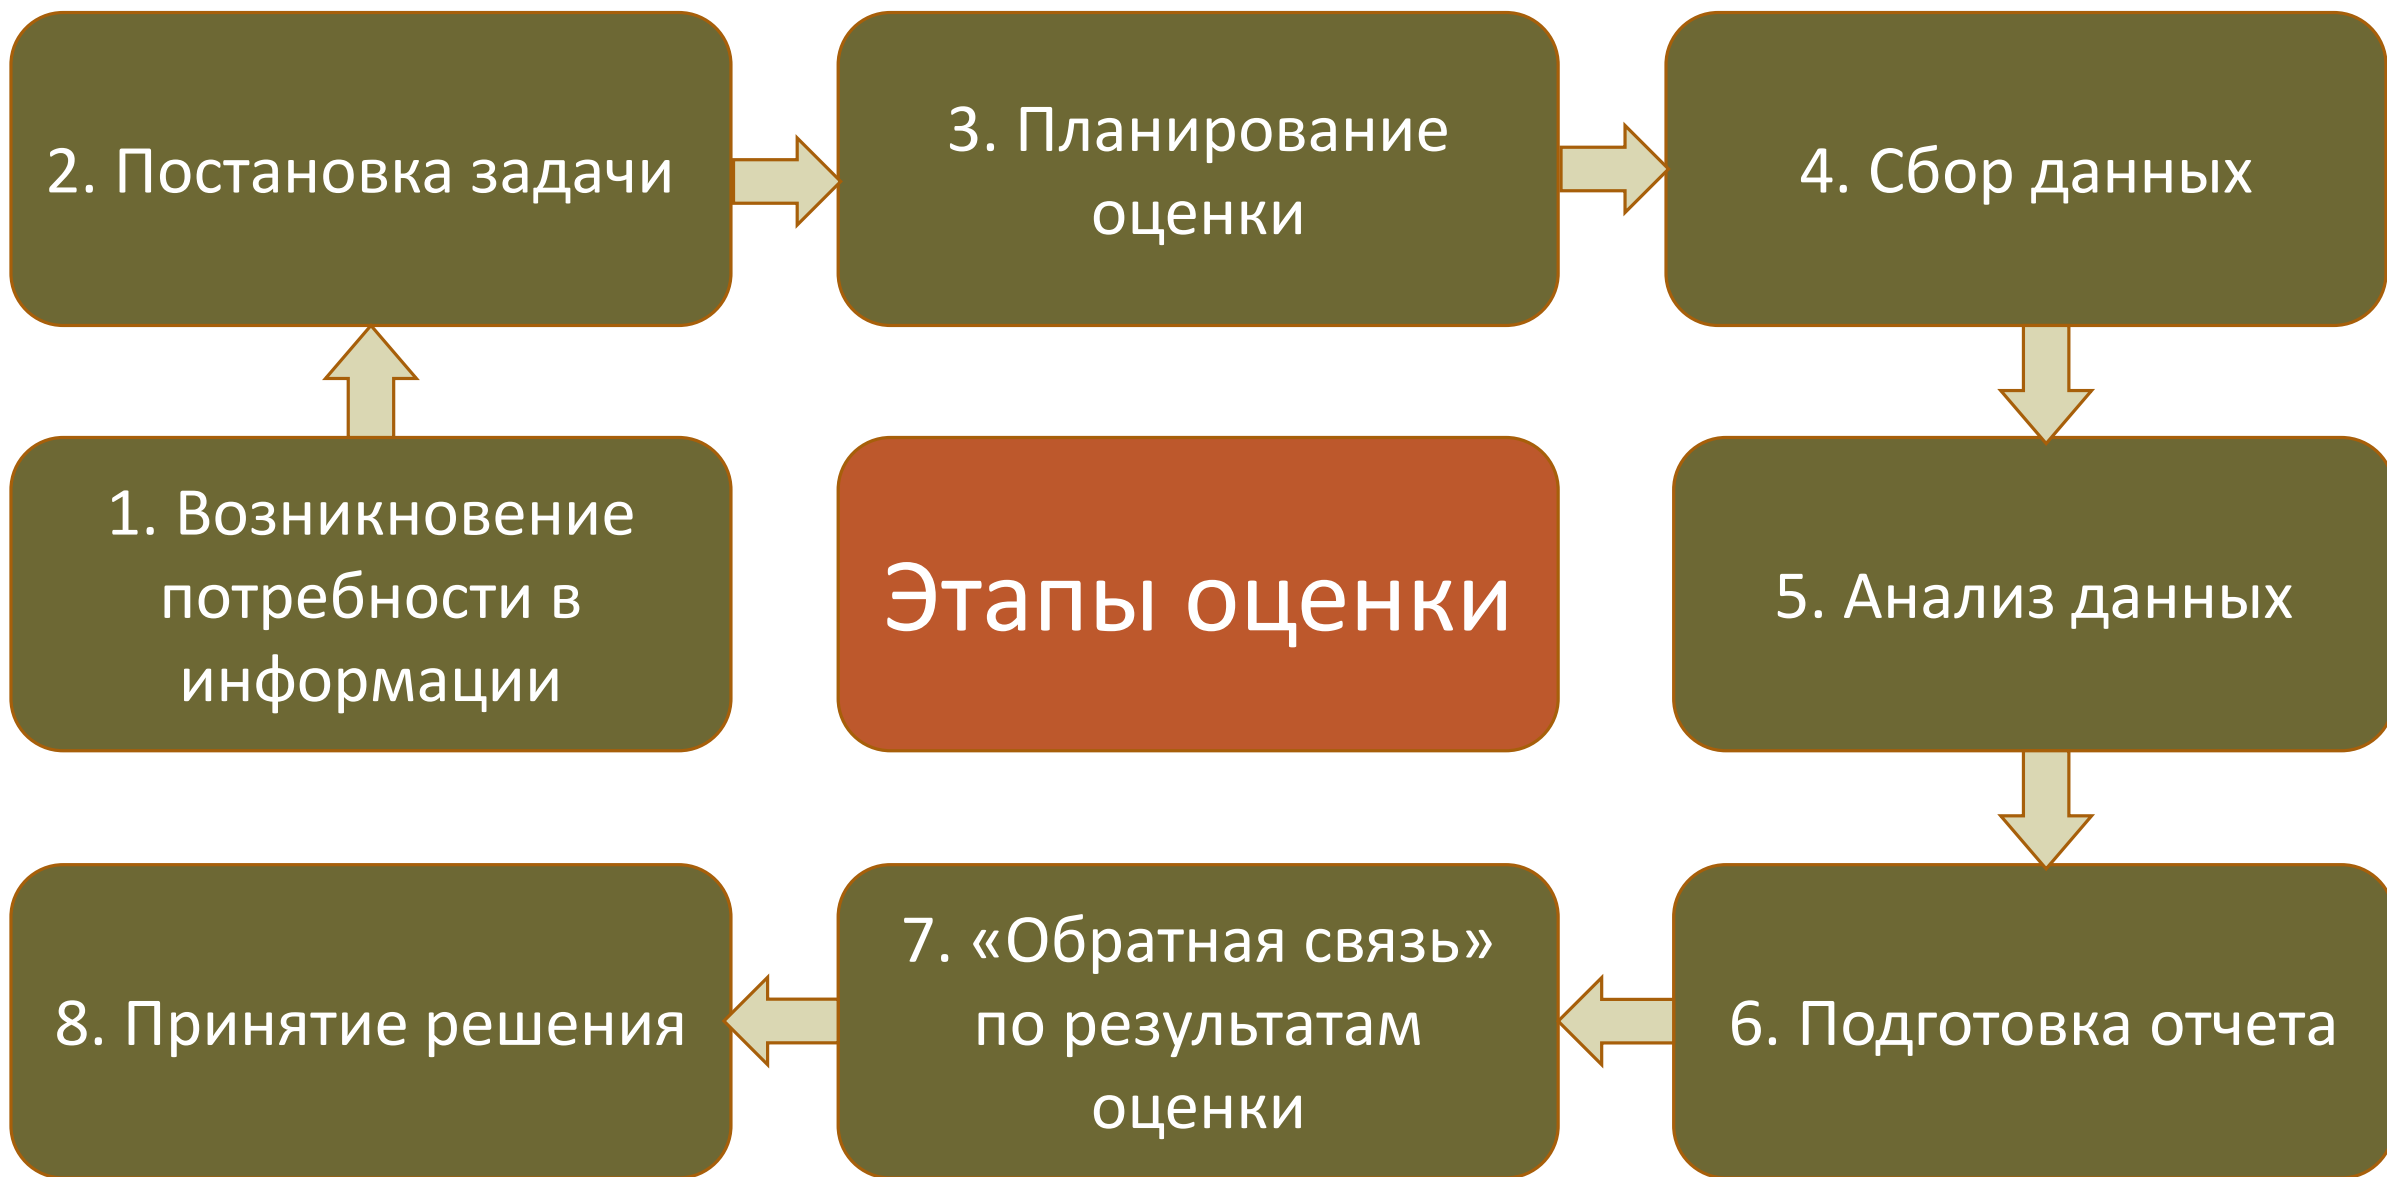 2. Постановка задачи
3. Планирование
оценки
4. Сбор данных
1. Возникновение
потребности в
информации
Этапы оценки
5. Анализ данных
8. Принятие решения
7. «Обратная связь»
по результатам
оценки
6. Подготовка отчета